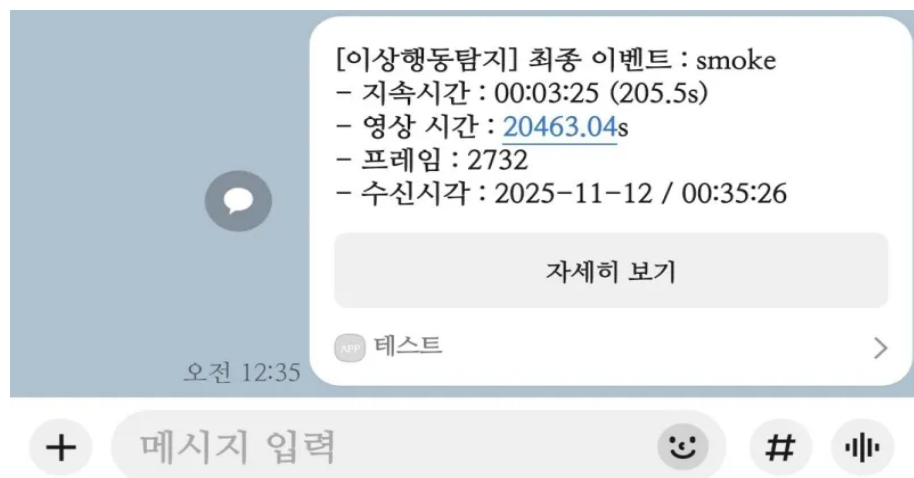 [이상행동탐지] 최종 이벤트 : smoke
- 지속시간 : 00:03:25 (205.5s)
- 영상 시간 : 20463.04s
- 프레임 : 2732
- 수신시각 : 2025-11-12 / 00:35:26
자세히 보기
APP 테스트
오전 12:35
메시지 입력